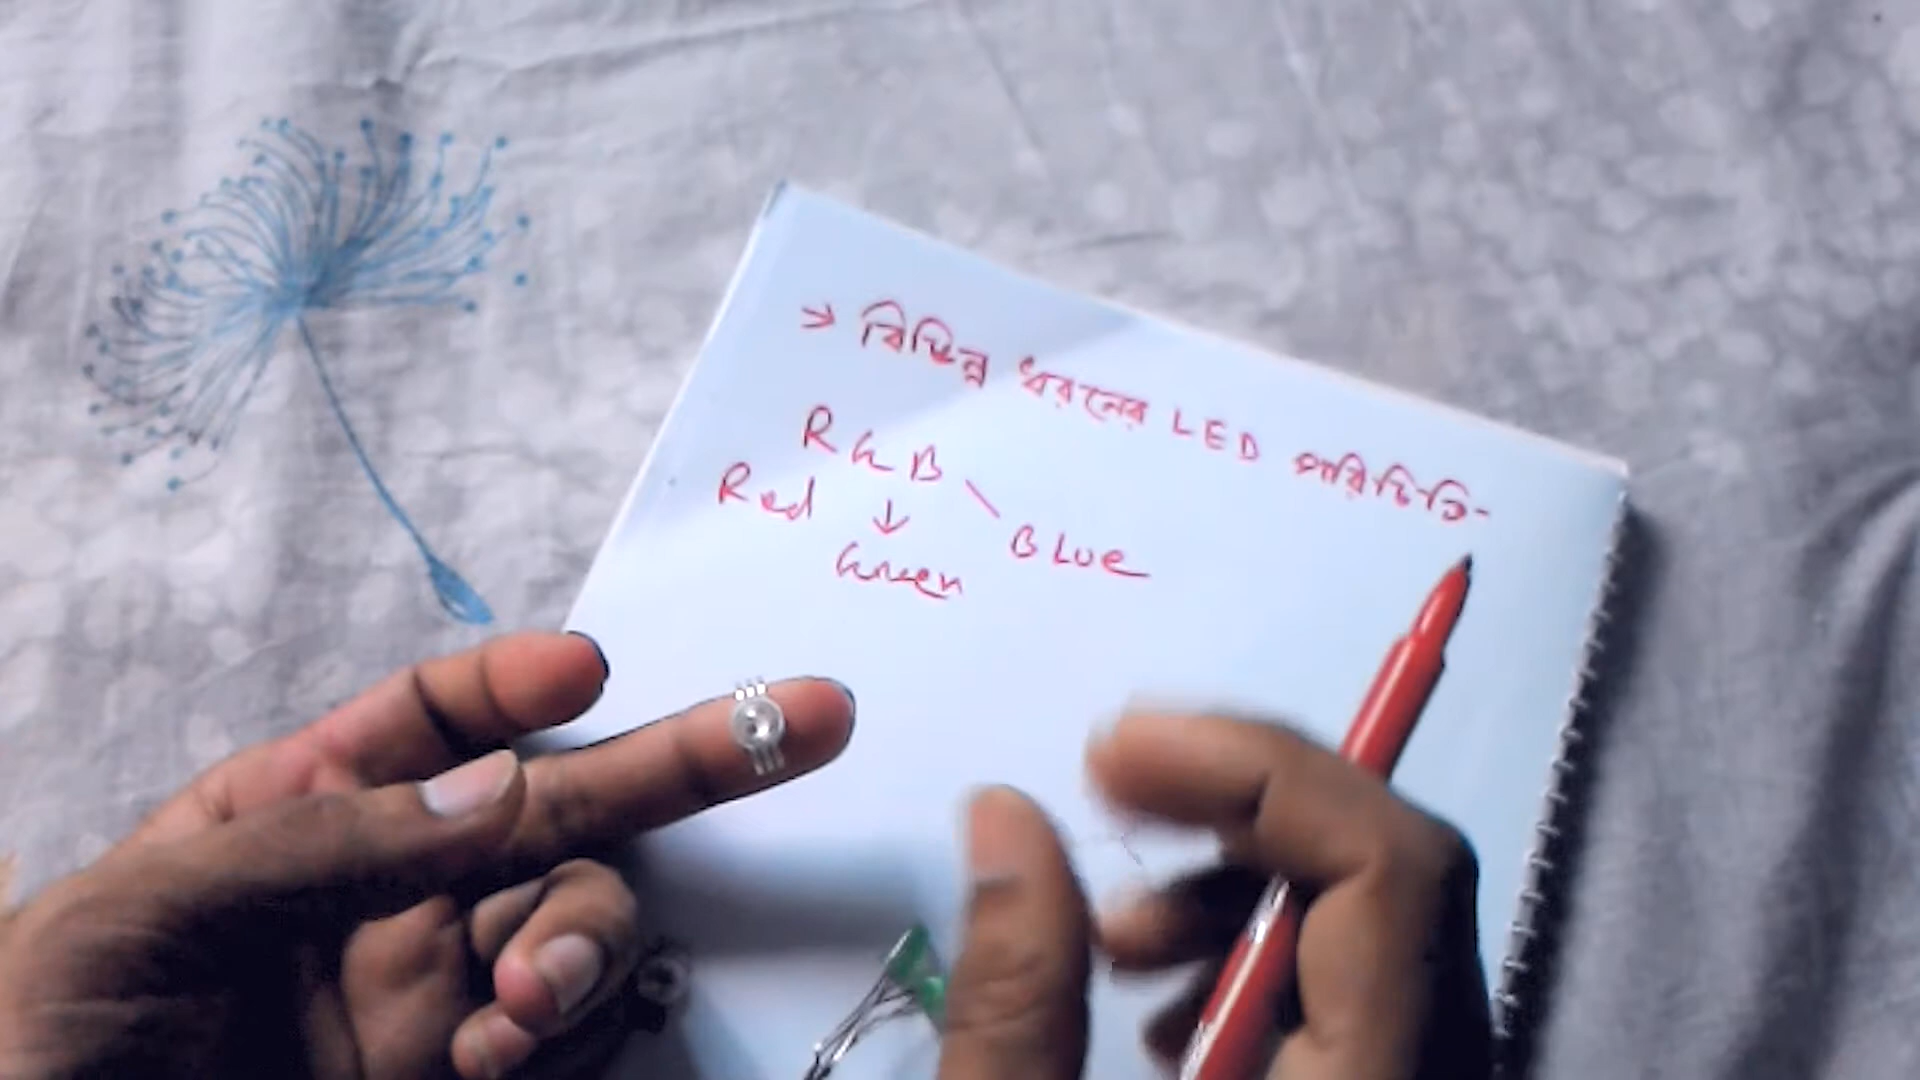 → বিভিন্ন ধরনের LED পরিচিতি-
RGB
Red ↓ \ BLue
Green